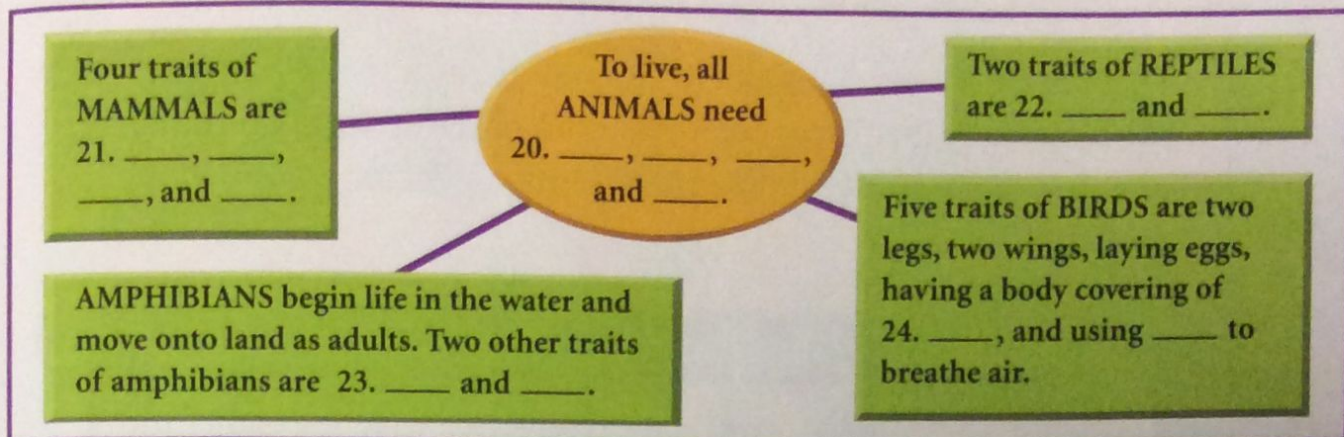 Four traits of
MAMMALS are
21. ____, ____,
____, and ____.
To live, all
ANIMALS need
20. ____, ____, ____,
and ____.
Two traits of REPTILES
are 22. ____ and ____.
Five traits of BIRDS are two
legs, two wings, laying eggs,
having a body covering of
24. ____, and using ____ to
breathe air.
AMPHIBIANS begin life in the water and
move onto land as adults. Two other traits
of amphibians are 23. ____ and ____.